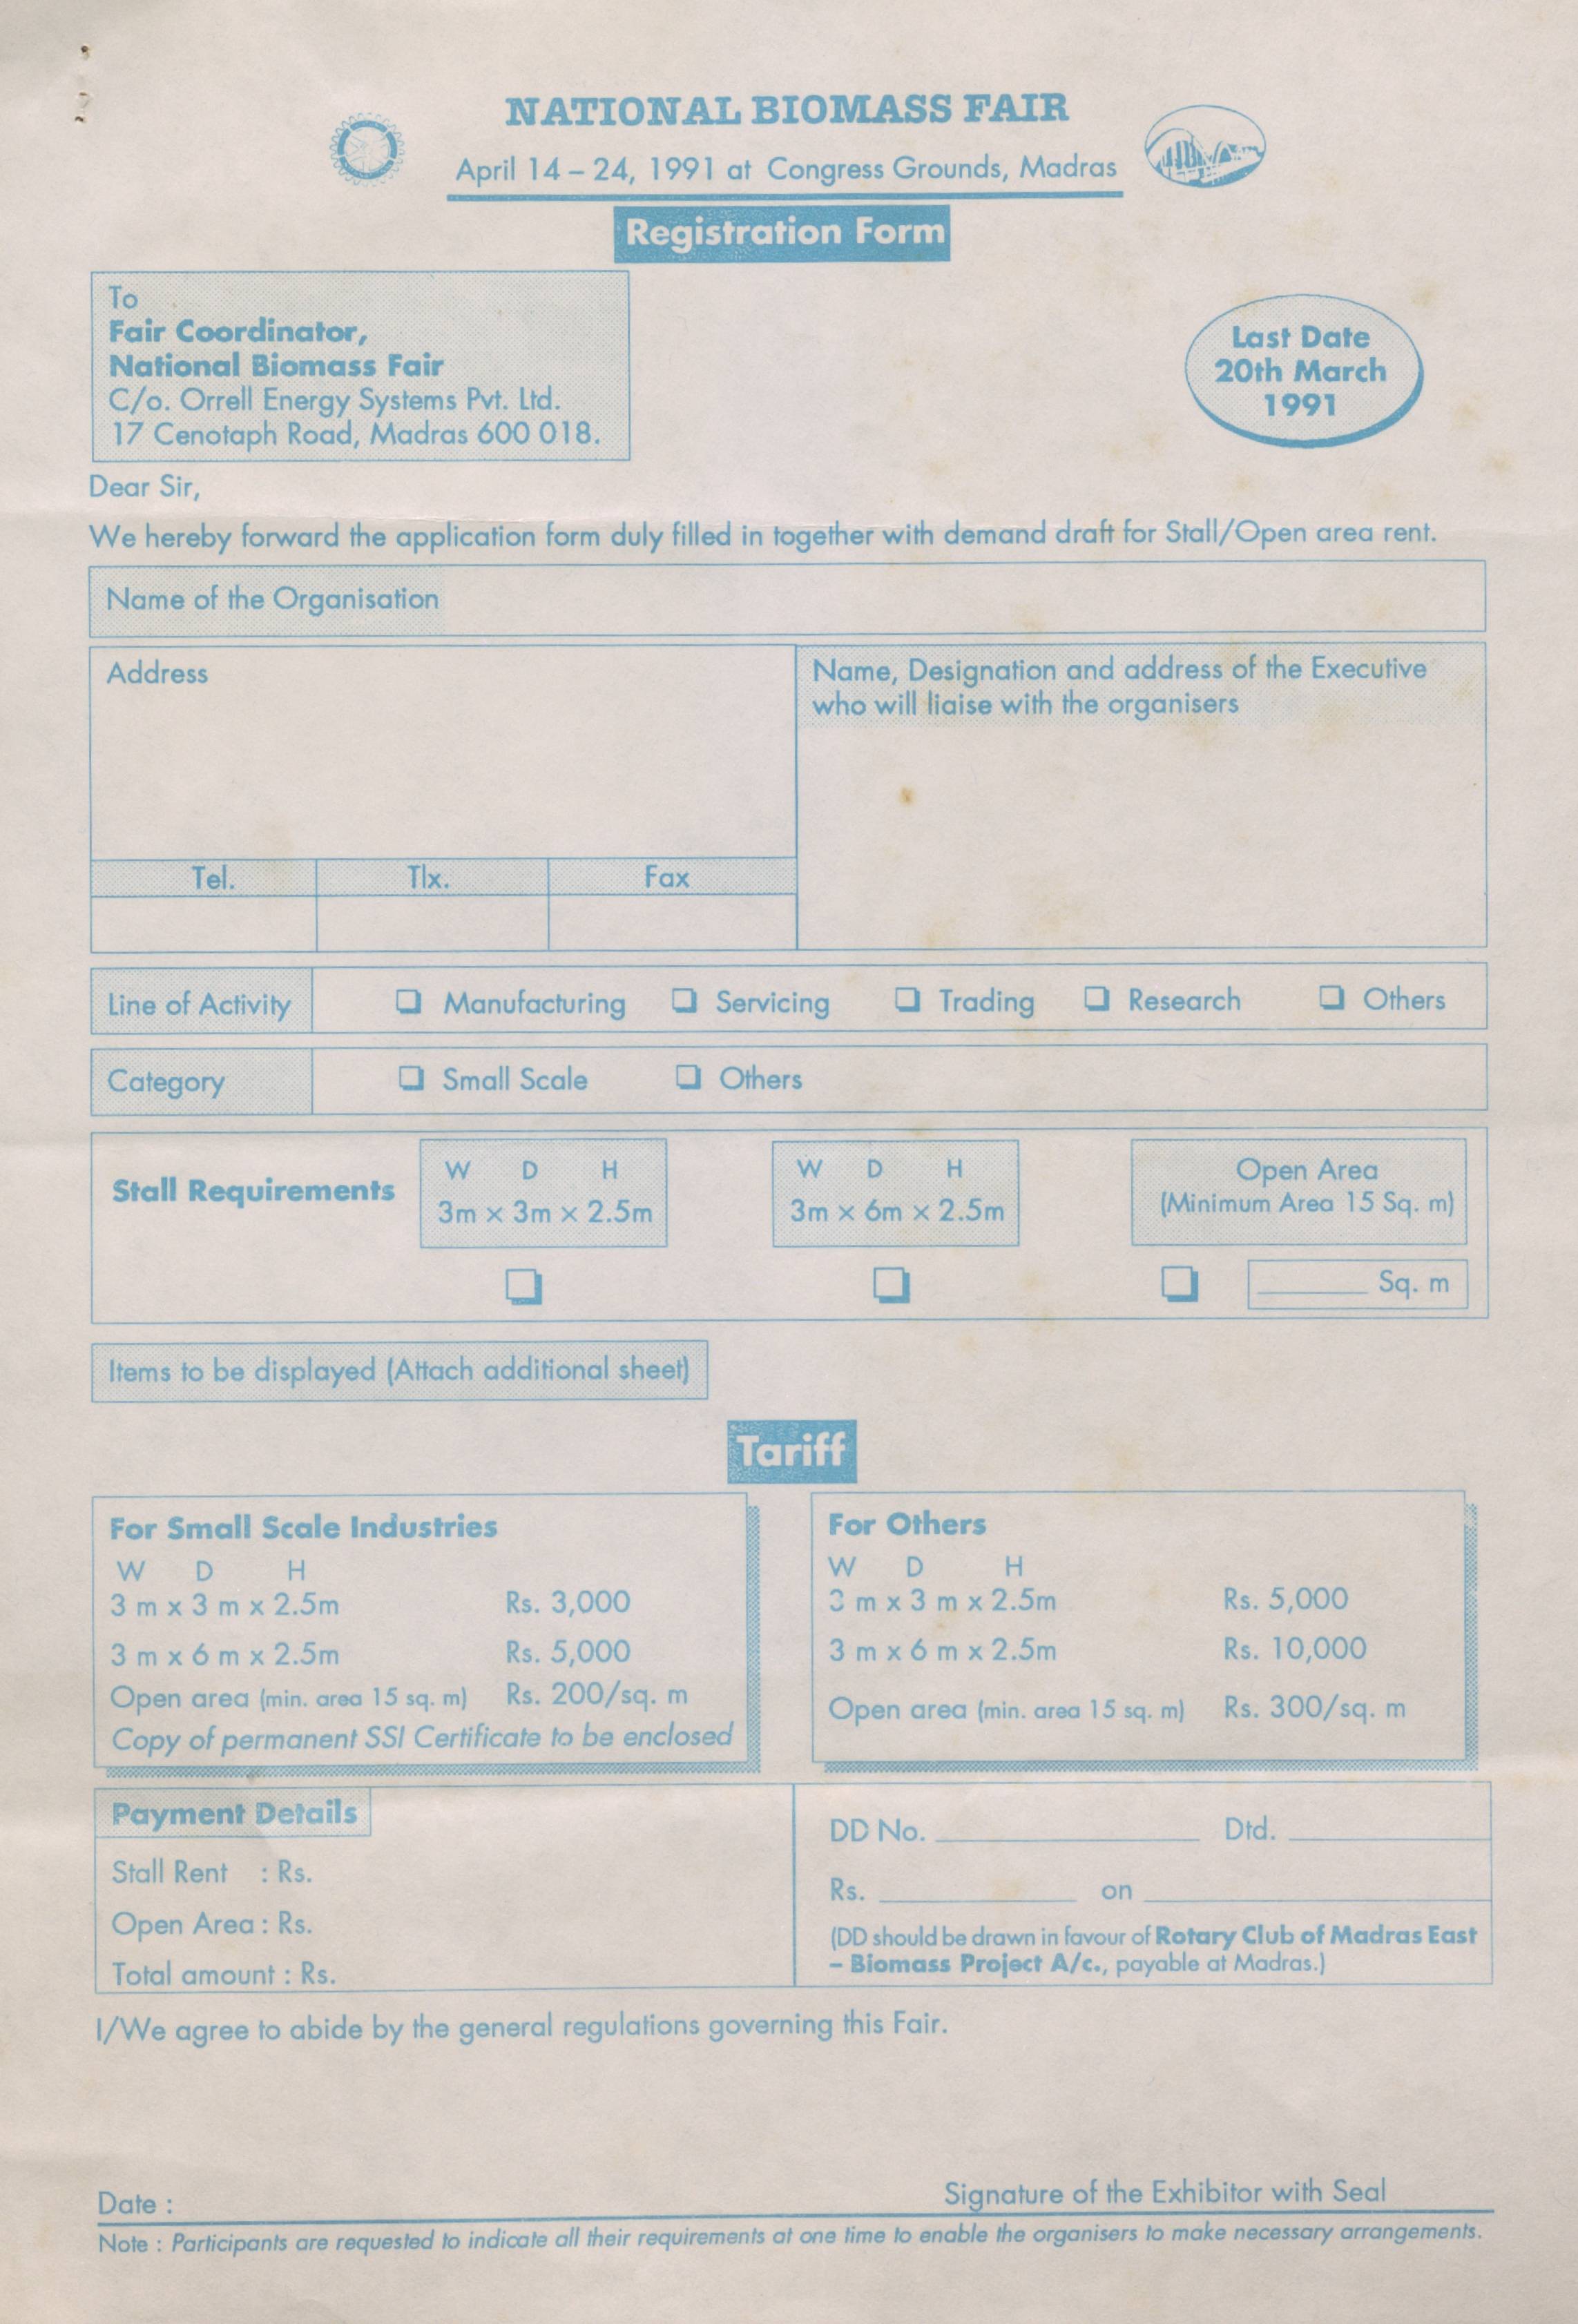 NATIONAL BIOMASS FAIR
April 14 – 24, 1991 at Congress Grounds, Madras
Registration Form
To
Fair Coordinator,
National Biomass Fair
C/o. Orrell Energy Systems Pvt. Ltd.
17 Cenotaph Road, Madras 600 018.
Last Date
20th March
1991
Dear Sir,
We hereby forward the application form duly filled in together with demand draft for Stall/Open area rent.
Name of the Organisation
Address
Name, Designation and address of the Executive
who will liaise with the organisers
Tel. Tlx. Fax
Line of Activity ❏ Manufacturing ❏ Servicing ❏ Trading ❏ Research ❏ Others
Category ❏ Small Scale ❏ Others
Stall Requirements
W D H
3m × 3m × 2.5m
W D H
3m × 6m × 2.5m
Open Area
(Minimum Area 15 Sq. m)
❏ ❏ ❏ ______ Sq. m
Items to be displayed (Attach additional sheet)
Tariff
For Small Scale Industries
W D H
3 m x 3 m x 2.5m Rs. 3,000
3 m x 6 m x 2.5m Rs. 5,000
Open area (min. area 15 sq. m) Rs. 200/sq. m
Copy of permanent SSI Certificate to be enclosed
For Others
W D H
3 m x 3 m x 2.5m Rs. 5,000
3 m x 6 m x 2.5m Rs. 10,000
Open area (min. area 15 sq. m) Rs. 300/sq. m
Payment Details
Stall Rent : Rs.
Open Area : Rs.
Total amount : Rs.
DD No. ____________ Dtd. __________
Rs. __________ on ________________
(DD should be drawn in favour of Rotary Club of Madras East
– Biomass Project A/c., payable at Madras.)
I/We agree to abide by the general regulations governing this Fair.
Date : Signature of the Exhibitor with Seal
Note : Participants are requested to indicate all their requirements at one time to enable the organisers to make necessary arrangements.